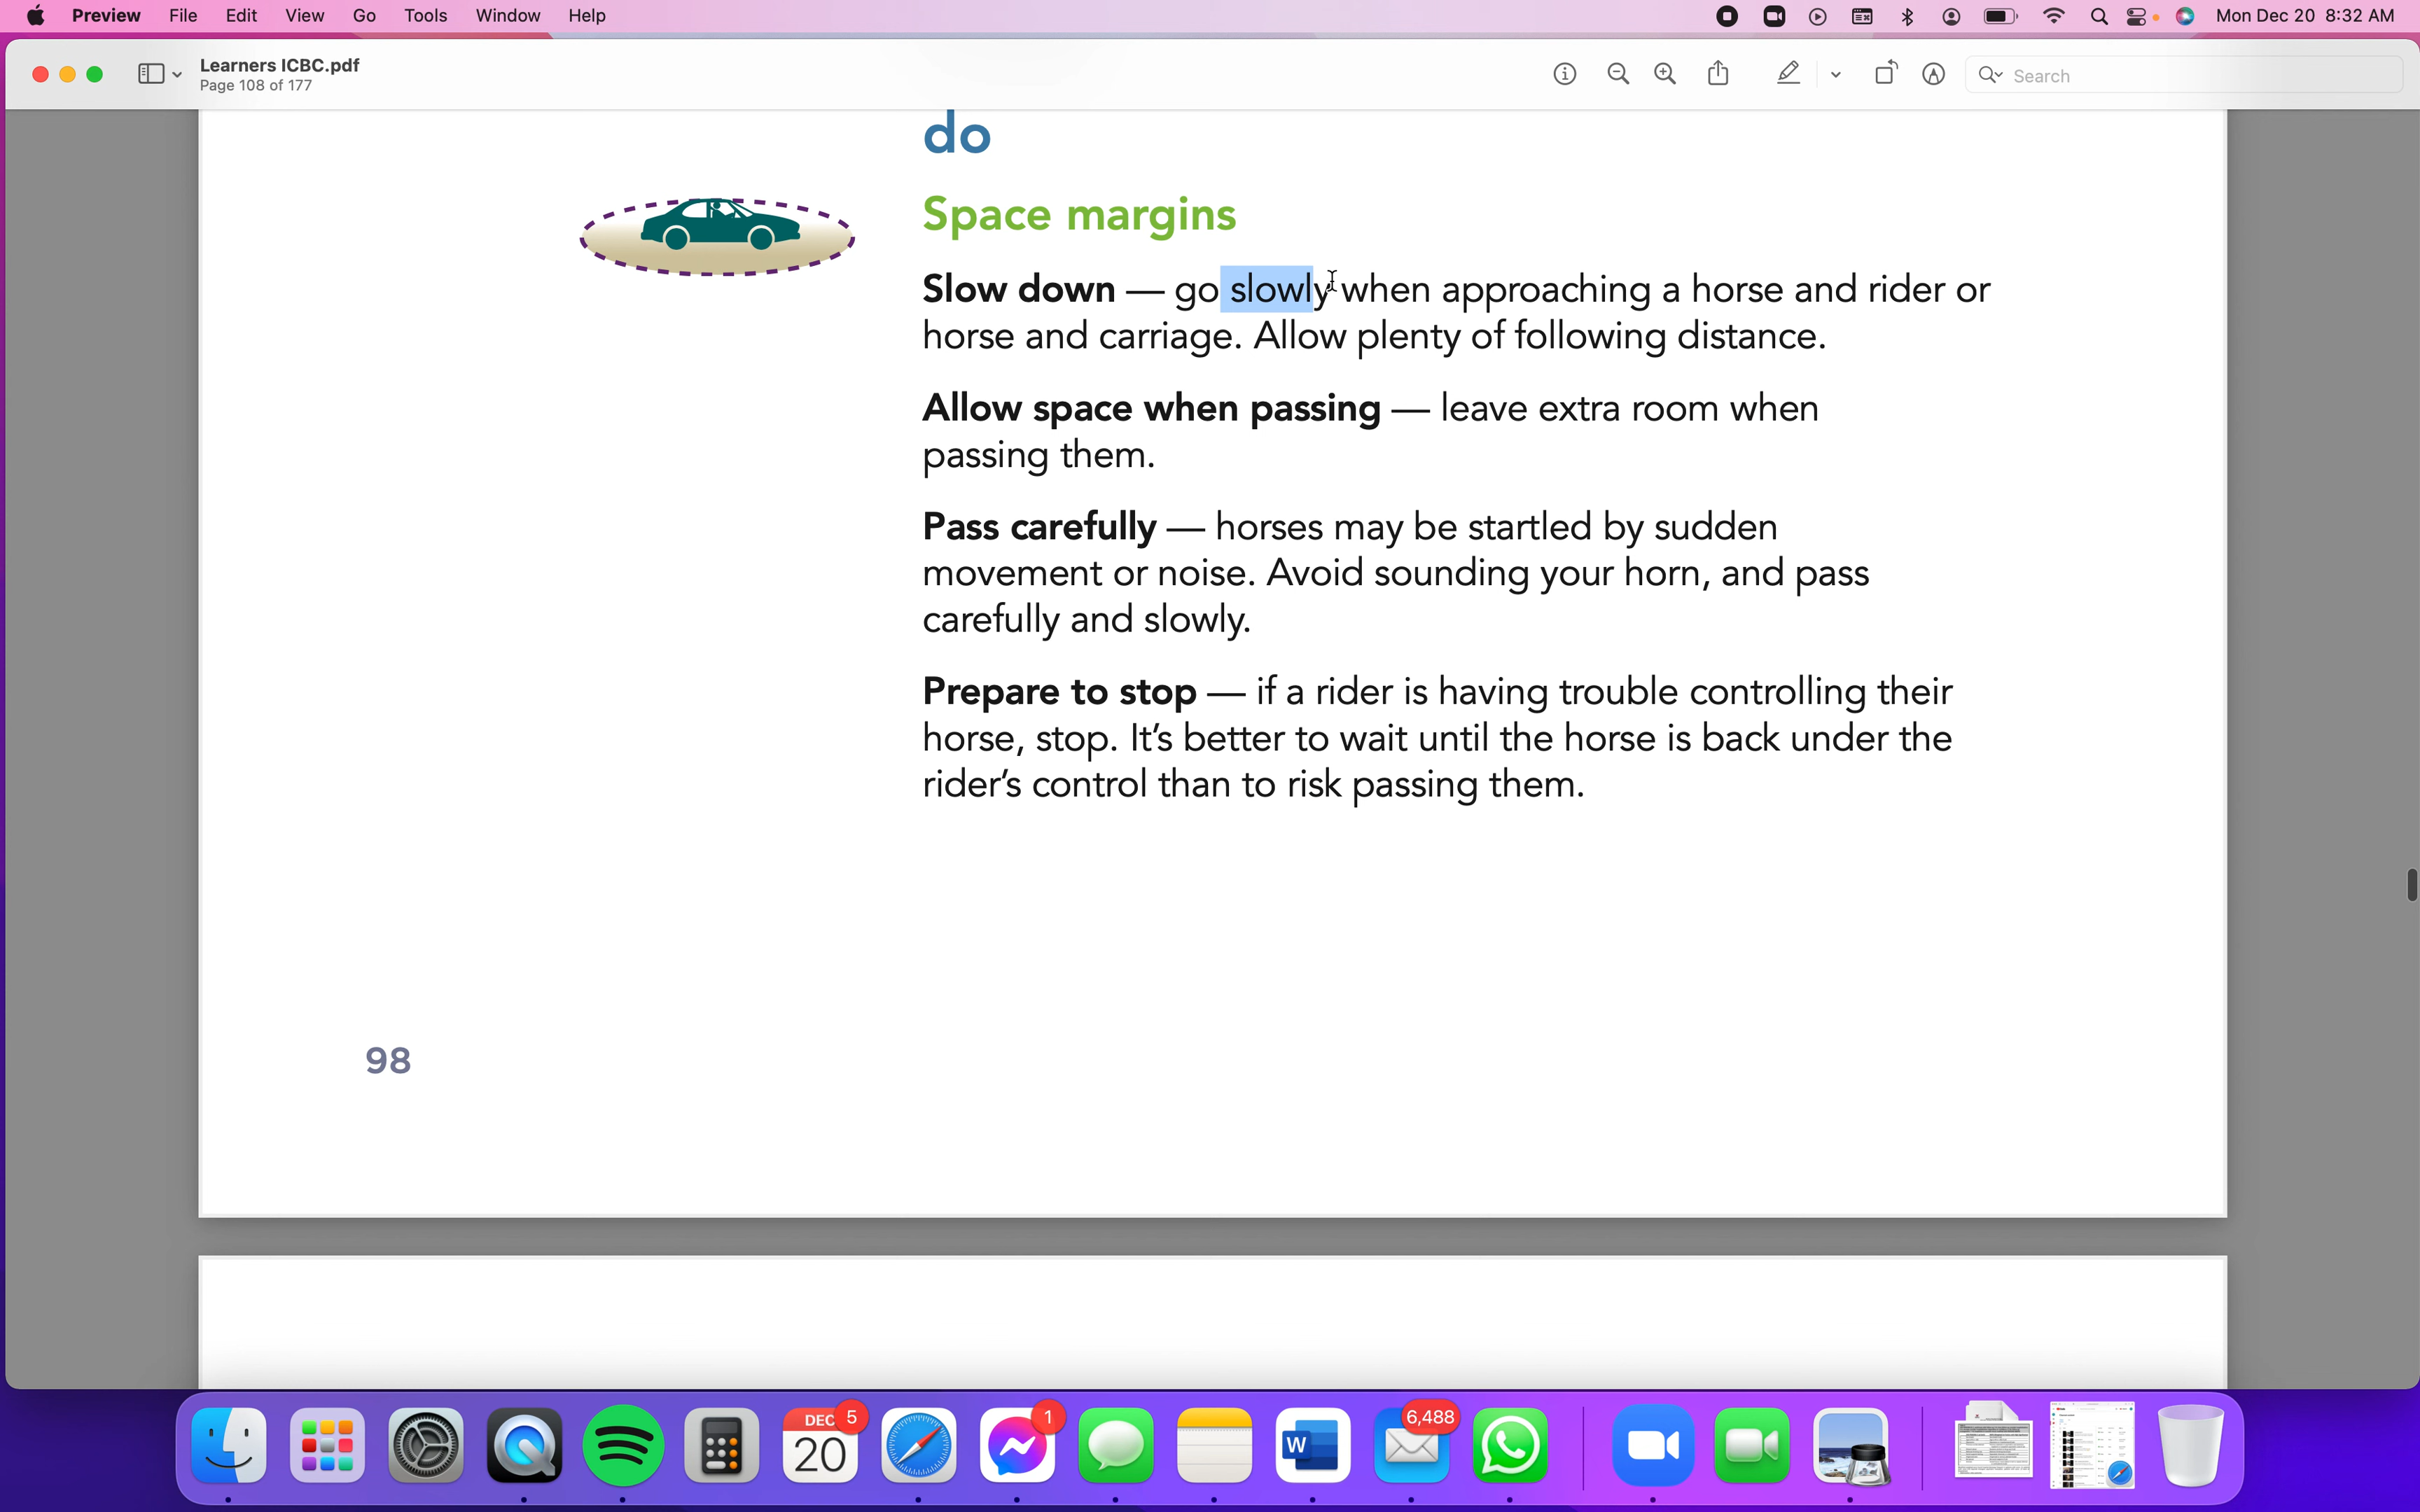 Preview File Edit View Go Tools Window Help Mon Dec 20 8:32 AM
Learners ICBC.pdf
Page 108 of 177
Search
do
Space margins
Slow down — go slowly when approaching a horse and rider or
horse and carriage. Allow plenty of following distance.
Allow space when passing — leave extra room when
passing them.
Pass carefully — horses may be startled by sudden
movement or noise. Avoid sounding your horn, and pass
carefully and slowly.
Prepare to stop — if a rider is having trouble controlling their
horse, stop. It's better to wait until the horse is back under the
rider's control than to risk passing them.
98
DEC 5
20
1
W
6,488